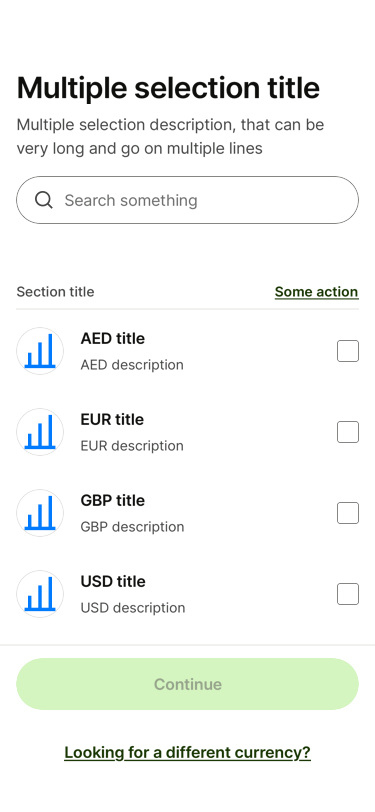 Multiple selection title
Multiple selection description, that can be
very long and go on multiple lines
Search something
Section title
Some action
AED title
AED description
EUR title
EUR description
GBP title
GBP description
USD title
USD description
Continue
Looking for a different currency?